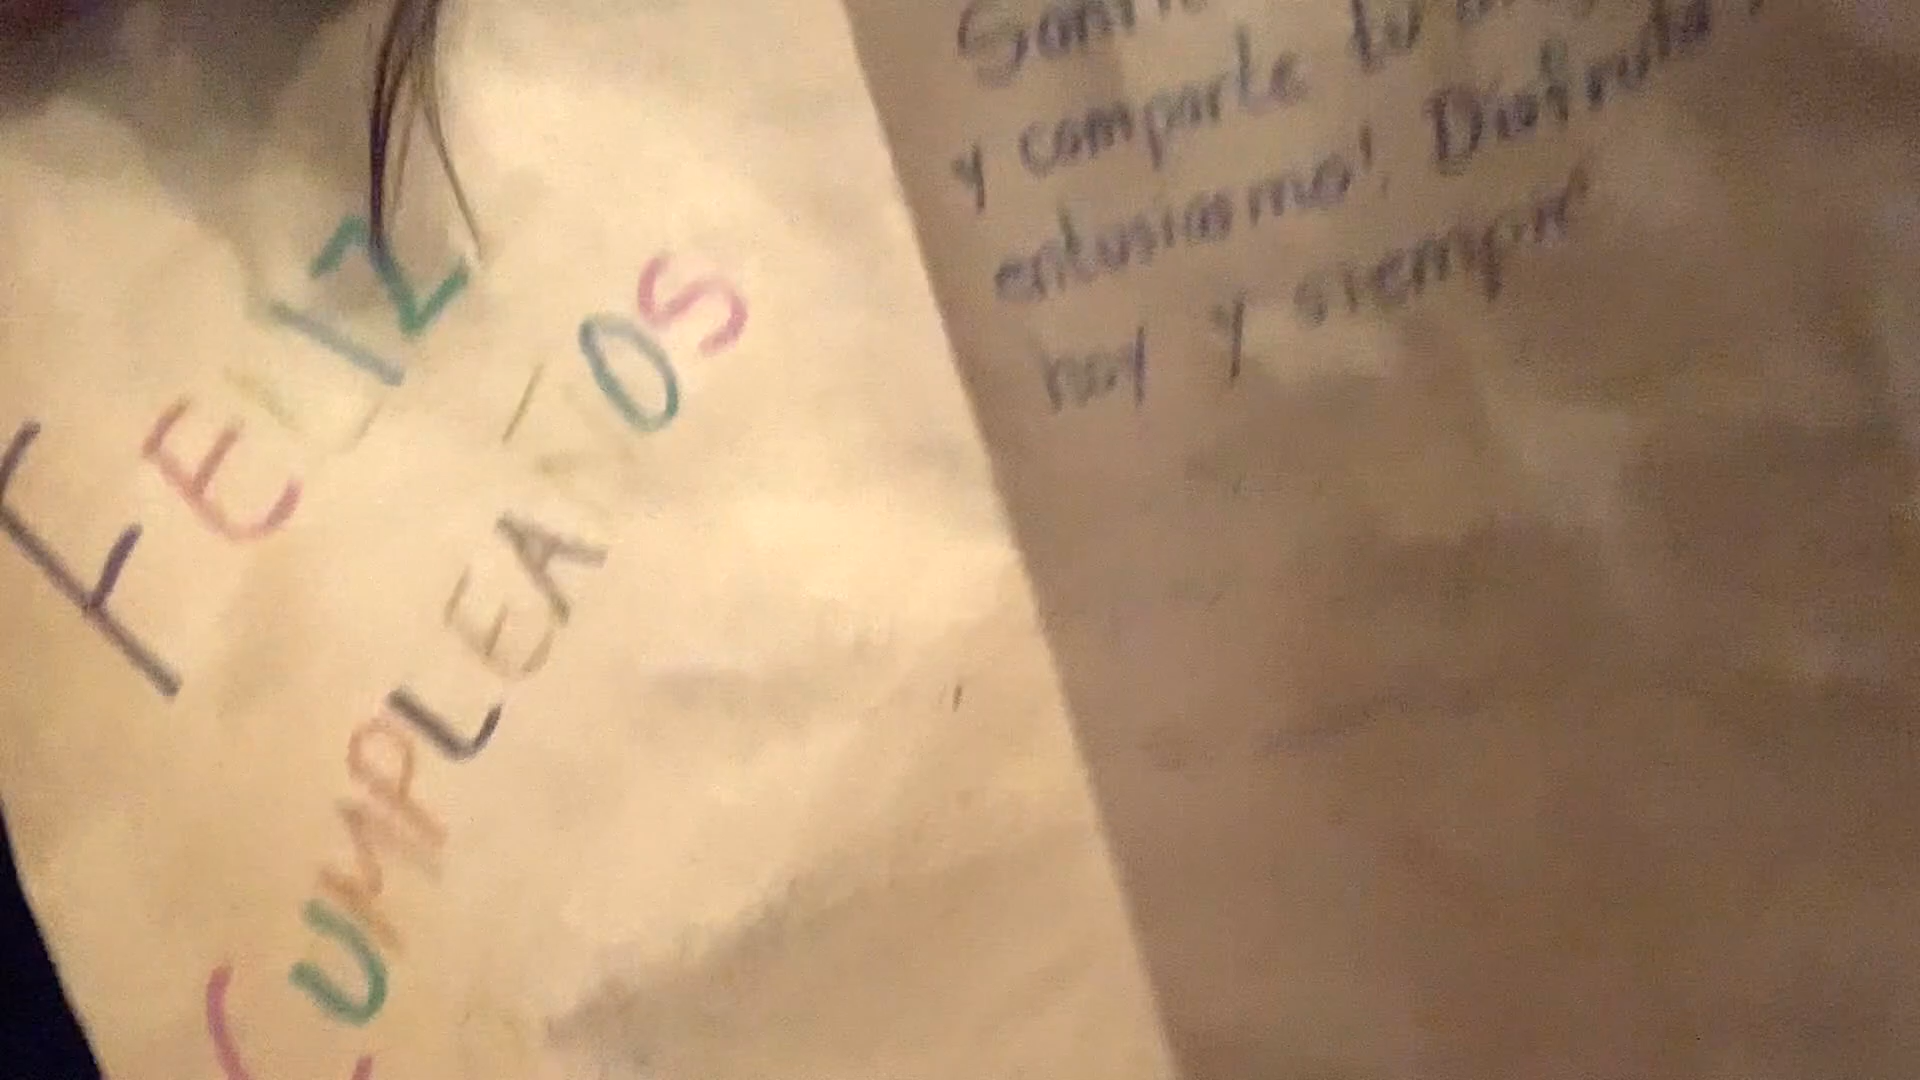 FELIZ
CUMPLEAÑOS
y comparte tu
entusiasmo! Disfruta
hoy y siempre